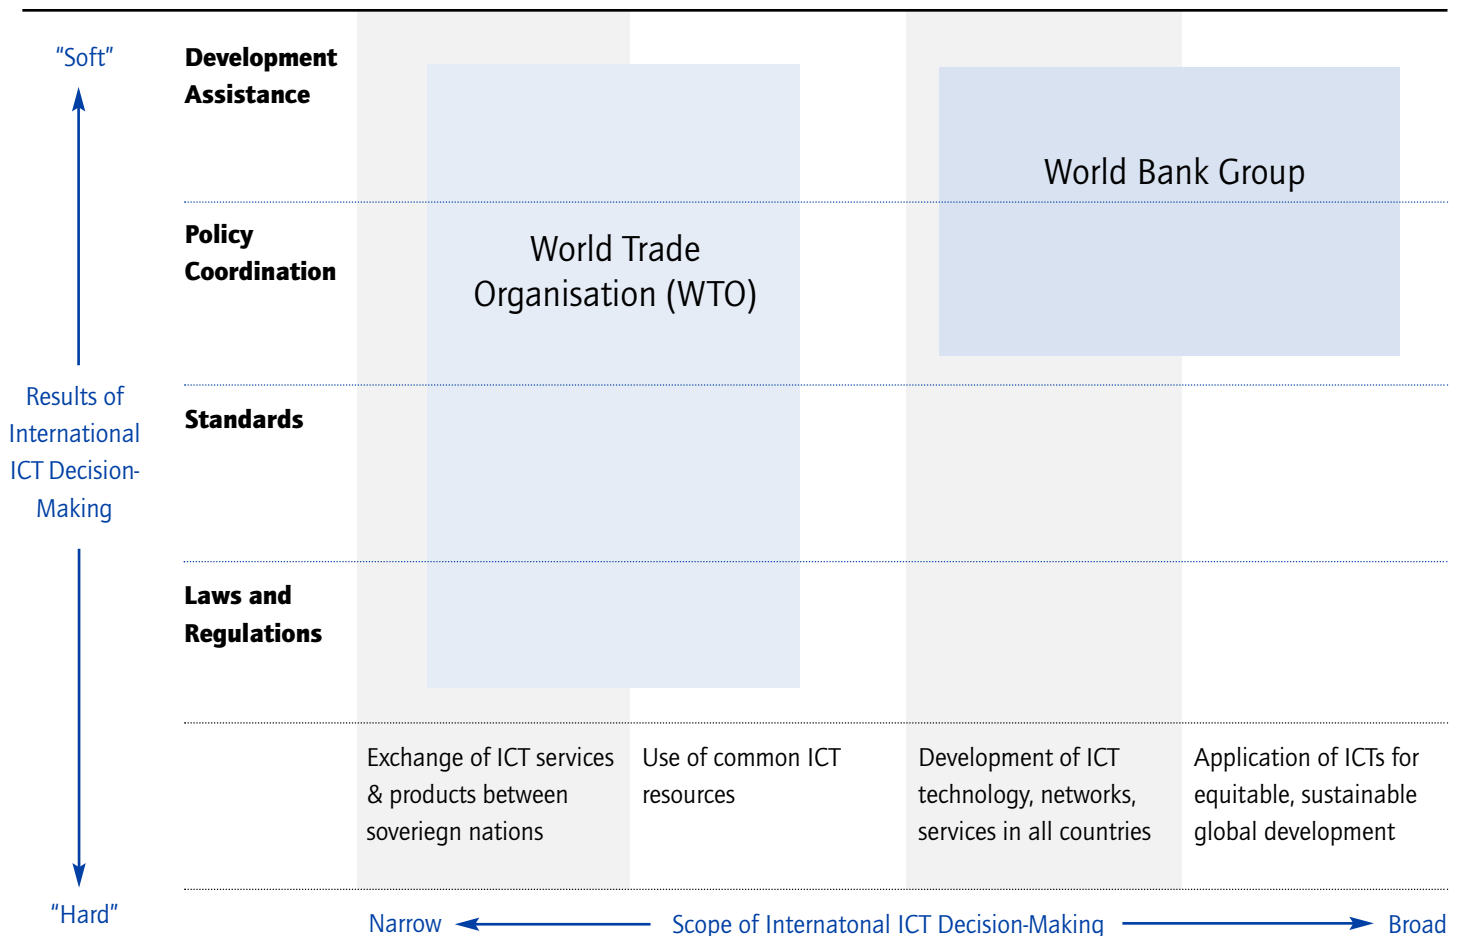 “Soft”
Development
Assistance
World Bank Group
Policy
Coordination
World Trade
Organisation (WTO)
Results of
International
ICT Decision-
Making
Standards
Laws and
Regulations
Exchange of ICT services
& products between
soveriegn nations
Use of common ICT
resources
Development of ICT
technology, networks,
services in all countries
Application of ICTs for
equitable, sustainable
global development
“Hard”
Narrow
Scope of Internatonal ICT Decision-Making
Broad